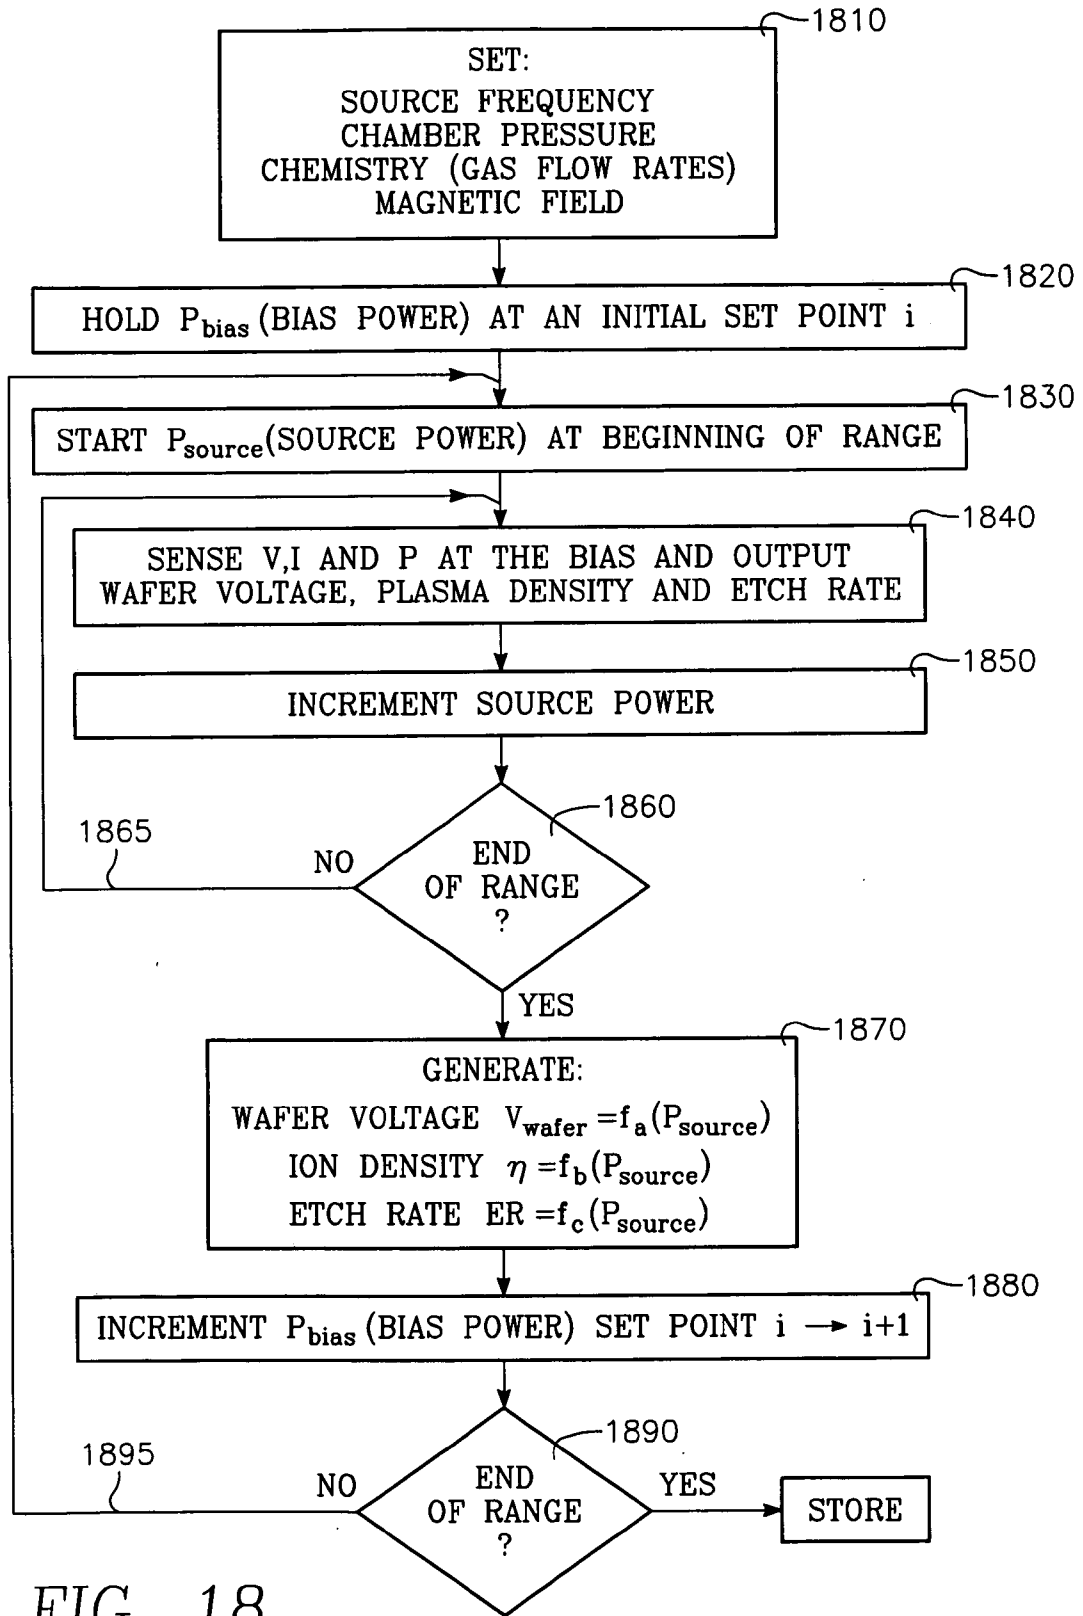 1810
SET:
SOURCE FREQUENCY
CHAMBER PRESSURE
CHEMISTRY (GAS FLOW RATES)
MAGNETIC FIELD
1820
HOLD Pbias (BIAS POWER) AT AN INITIAL SET POINT i
1830
START Psource(SOURCE POWER) AT BEGINNING OF RANGE
1840
SENSE V,I AND P AT THE BIAS AND OUTPUT
WAFER VOLTAGE, PLASMA DENSITY AND ETCH RATE
1850
INCREMENT SOURCE POWER
1860
1865
NO
END
OF RANGE
?
YES
1870
GENERATE:
WAFER VOLTAGE Vwafer =fa(Psource)
ION DENSITY η =fb(Psource)
ETCH RATE ER =fc(Psource)
1880
INCREMENT Pbias (BIAS POWER) SET POINT i → i+1
1890
1895
NO
END
OF RANGE
?
YES
STORE
FIG. 18